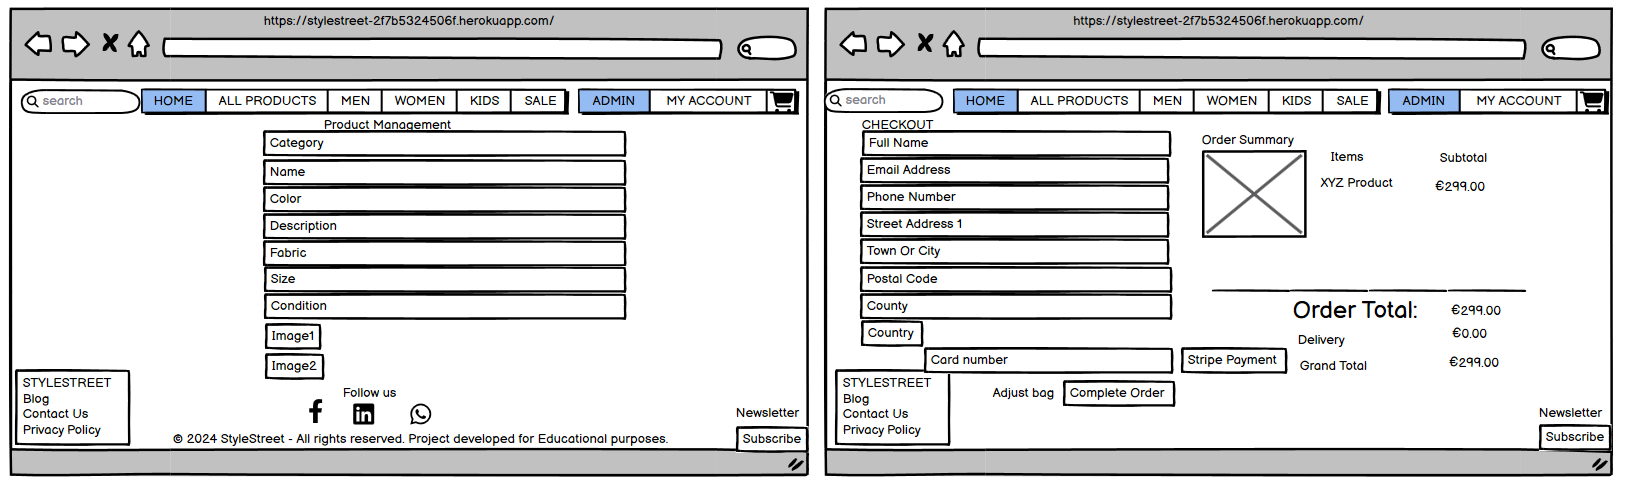 https://stylestreet-2f7b5324506f.herokuapp.com/
search
HOME ALL PRODUCTS MEN WOMEN KIDS SALE ADMIN MY ACCOUNT
Product Management
Category
Name
Color
Description
Fabric
Size
Condition
Image1
Image2
STYLESTREET
Blog
Contact Us
Privacy Policy
Follow us
in
© 2024 StyleStreet - All rights reserved. Project developed for Educational purposes.
Newsletter
Subscribe
https://stylestreet-2f7b5324506f.herokuapp.com/
search
HOME ALL PRODUCTS MEN WOMEN KIDS SALE ADMIN MY ACCOUNT
CHECKOUT
Full Name
Email Address
Phone Number
Street Address 1
Town Or City
Postal Code
County
Country
Card number
Stripe Payment
Adjust bag
Complete Order
Order Summary
Items Subtotal
XYZ Product €299.00
Order Total: €299.00
Delivery €0.00
Grand Total €299.00
STYLESTREET
Blog
Contact Us
Privacy Policy
Newsletter
Subscribe